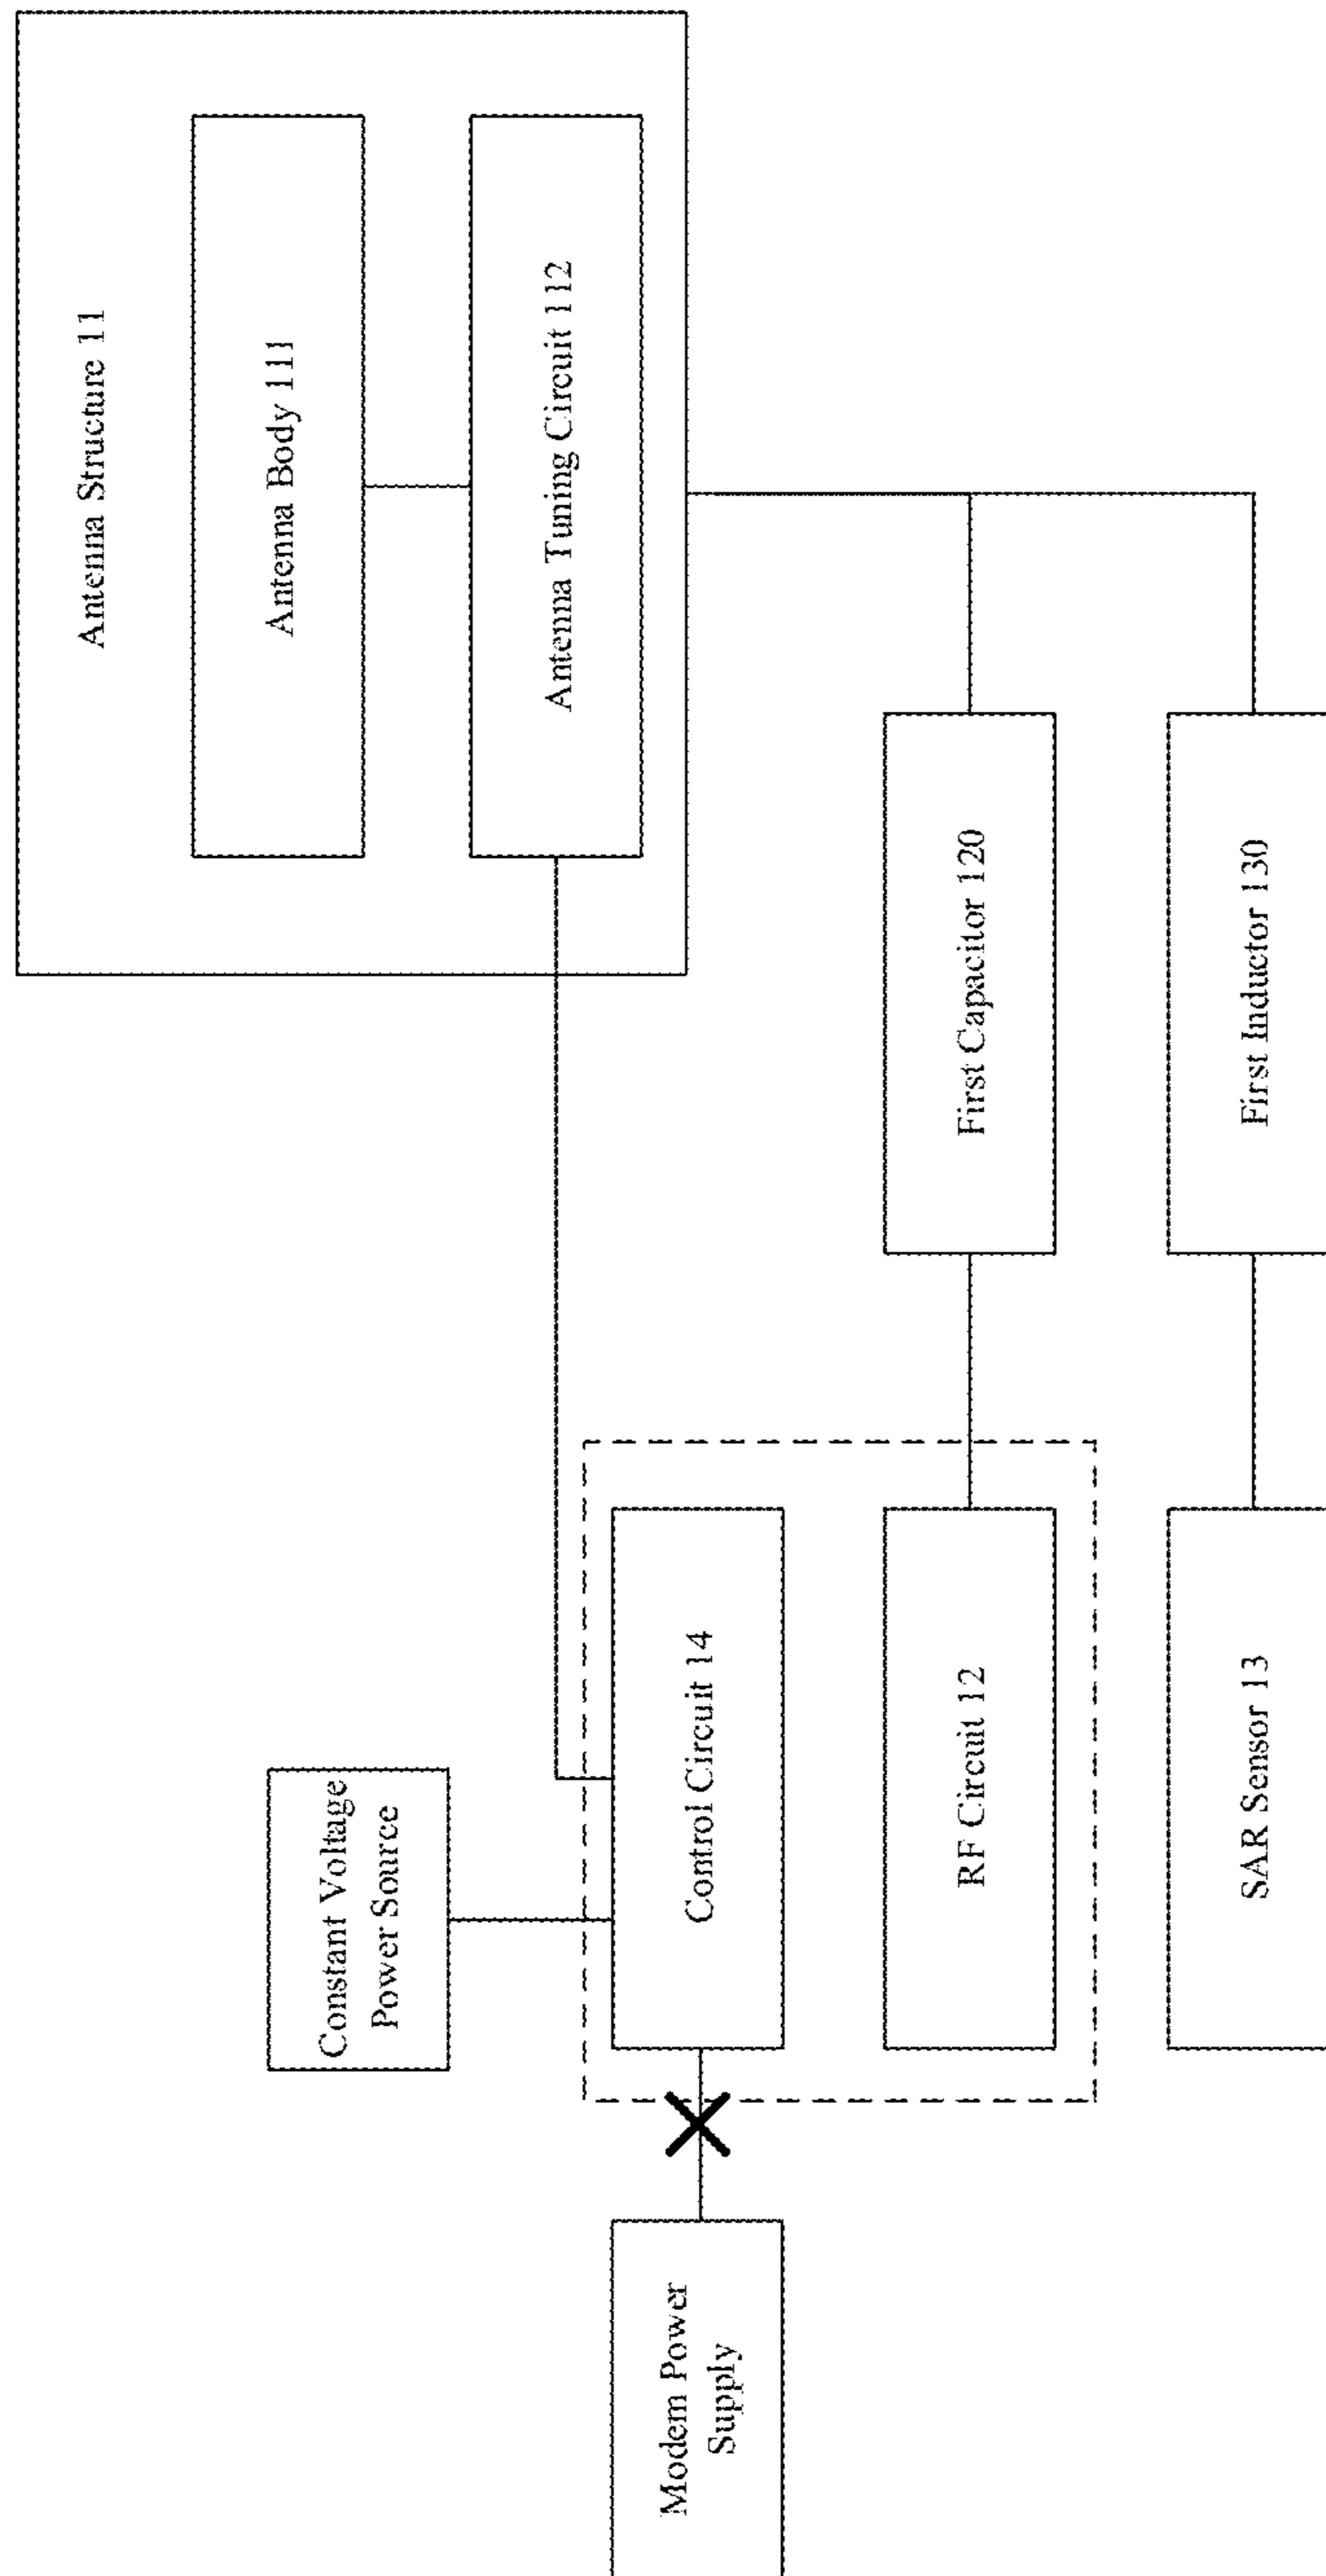 Antenna Structure 11
Antenna Body 111
Antenna Tuning Circuit 112
Constant Voltage
Power Source
Modem Power
Supply
Control Circuit 14
RF Circuit 12
First Capacitor 120
SAR Sensor 13
First Inductor 130